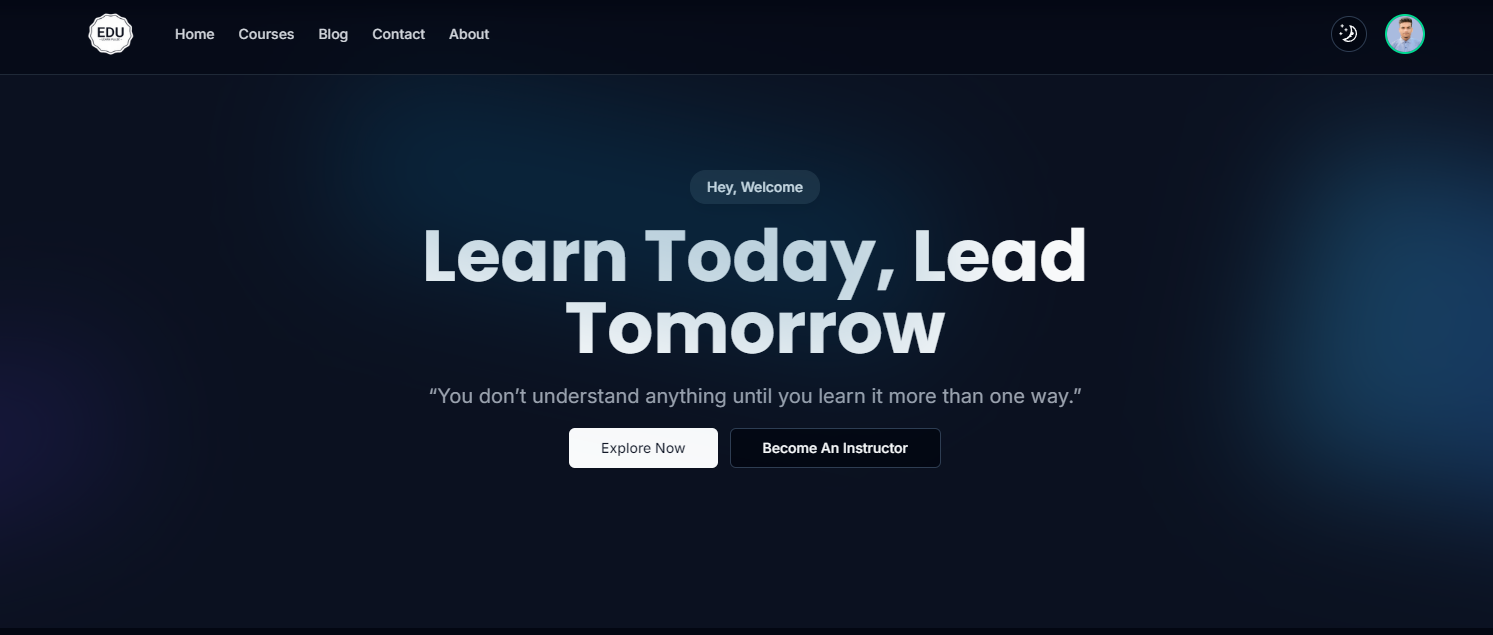 EDU
Home Courses Blog Contact About
Hey, Welcome
Learn Today, Lead
Tomorrow
“You don’t understand anything until you learn it more than one way.”
Explore Now Become An Instructor